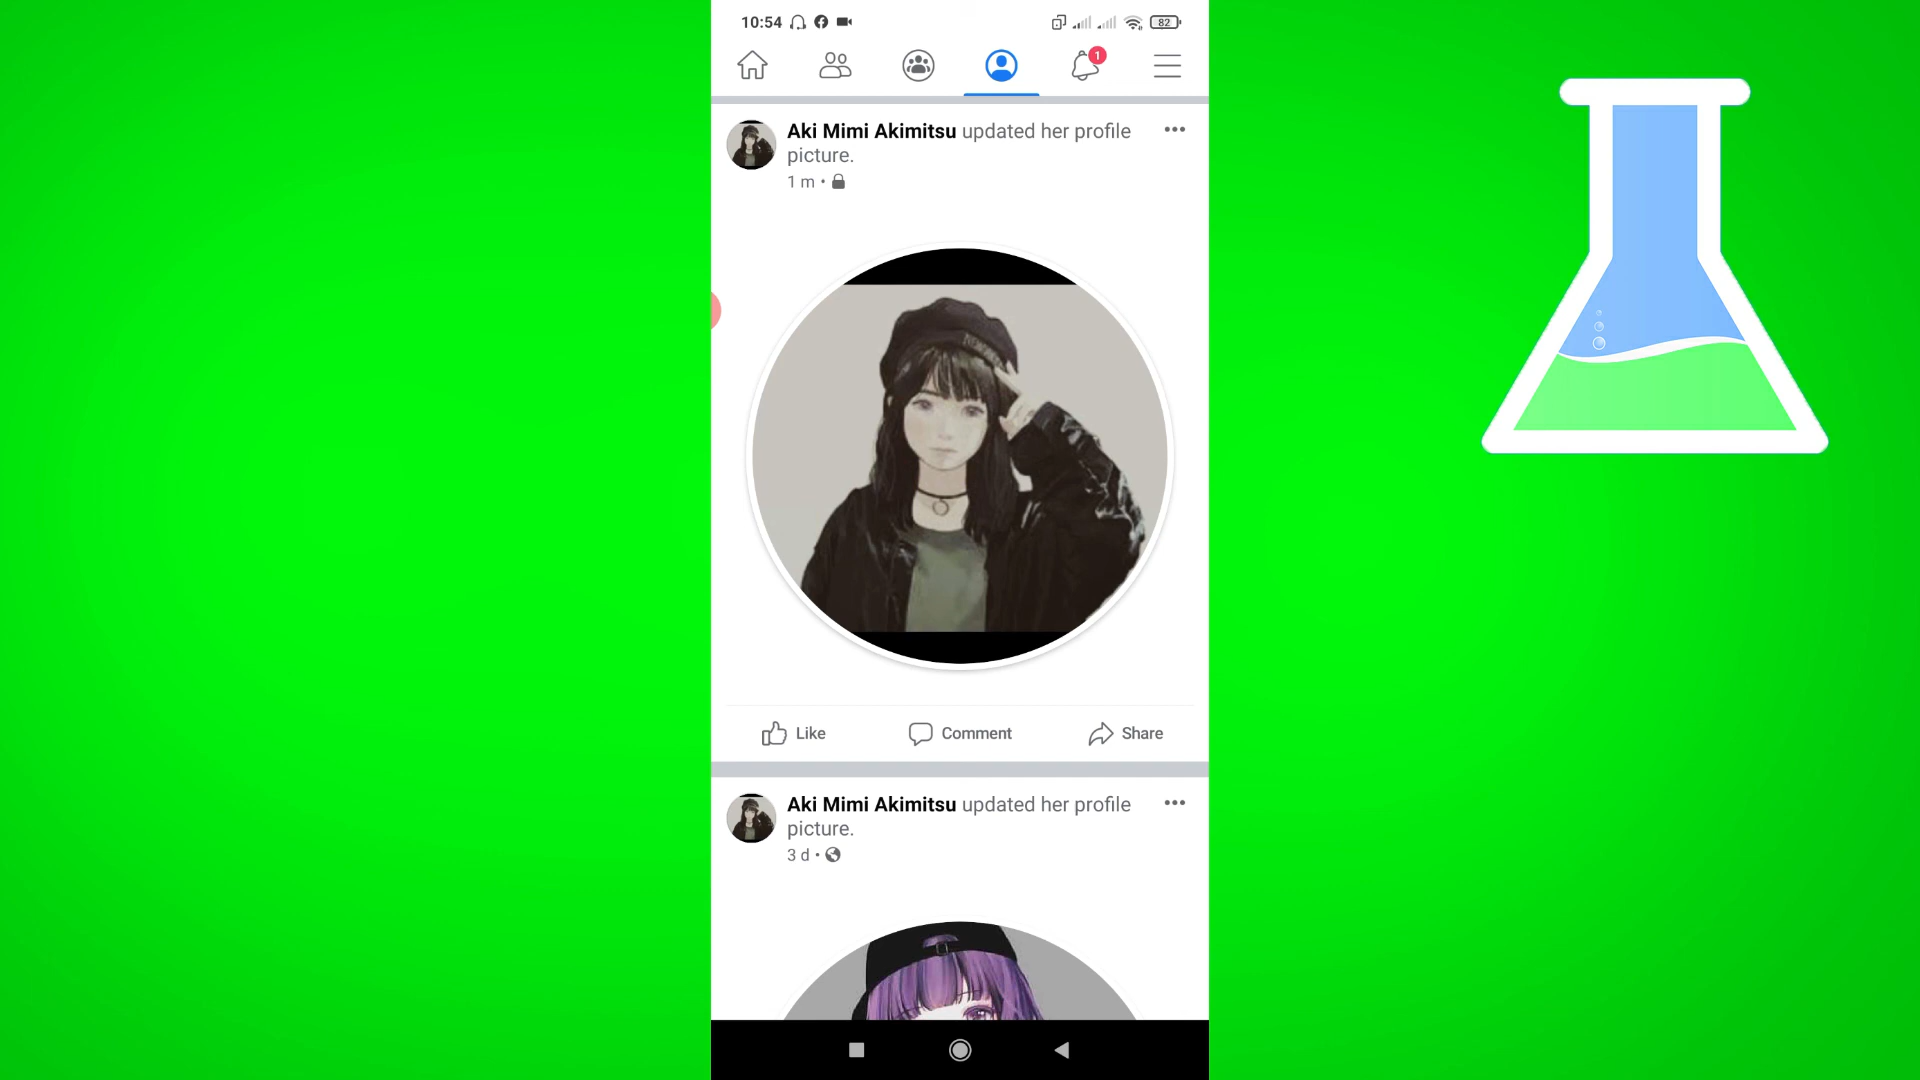 10:54
82
1
Aki Mimi Akimitsu updated her profile
picture.
1 m •
Like
Comment
Share
Aki Mimi Akimitsu updated her profile
picture.
3 d •